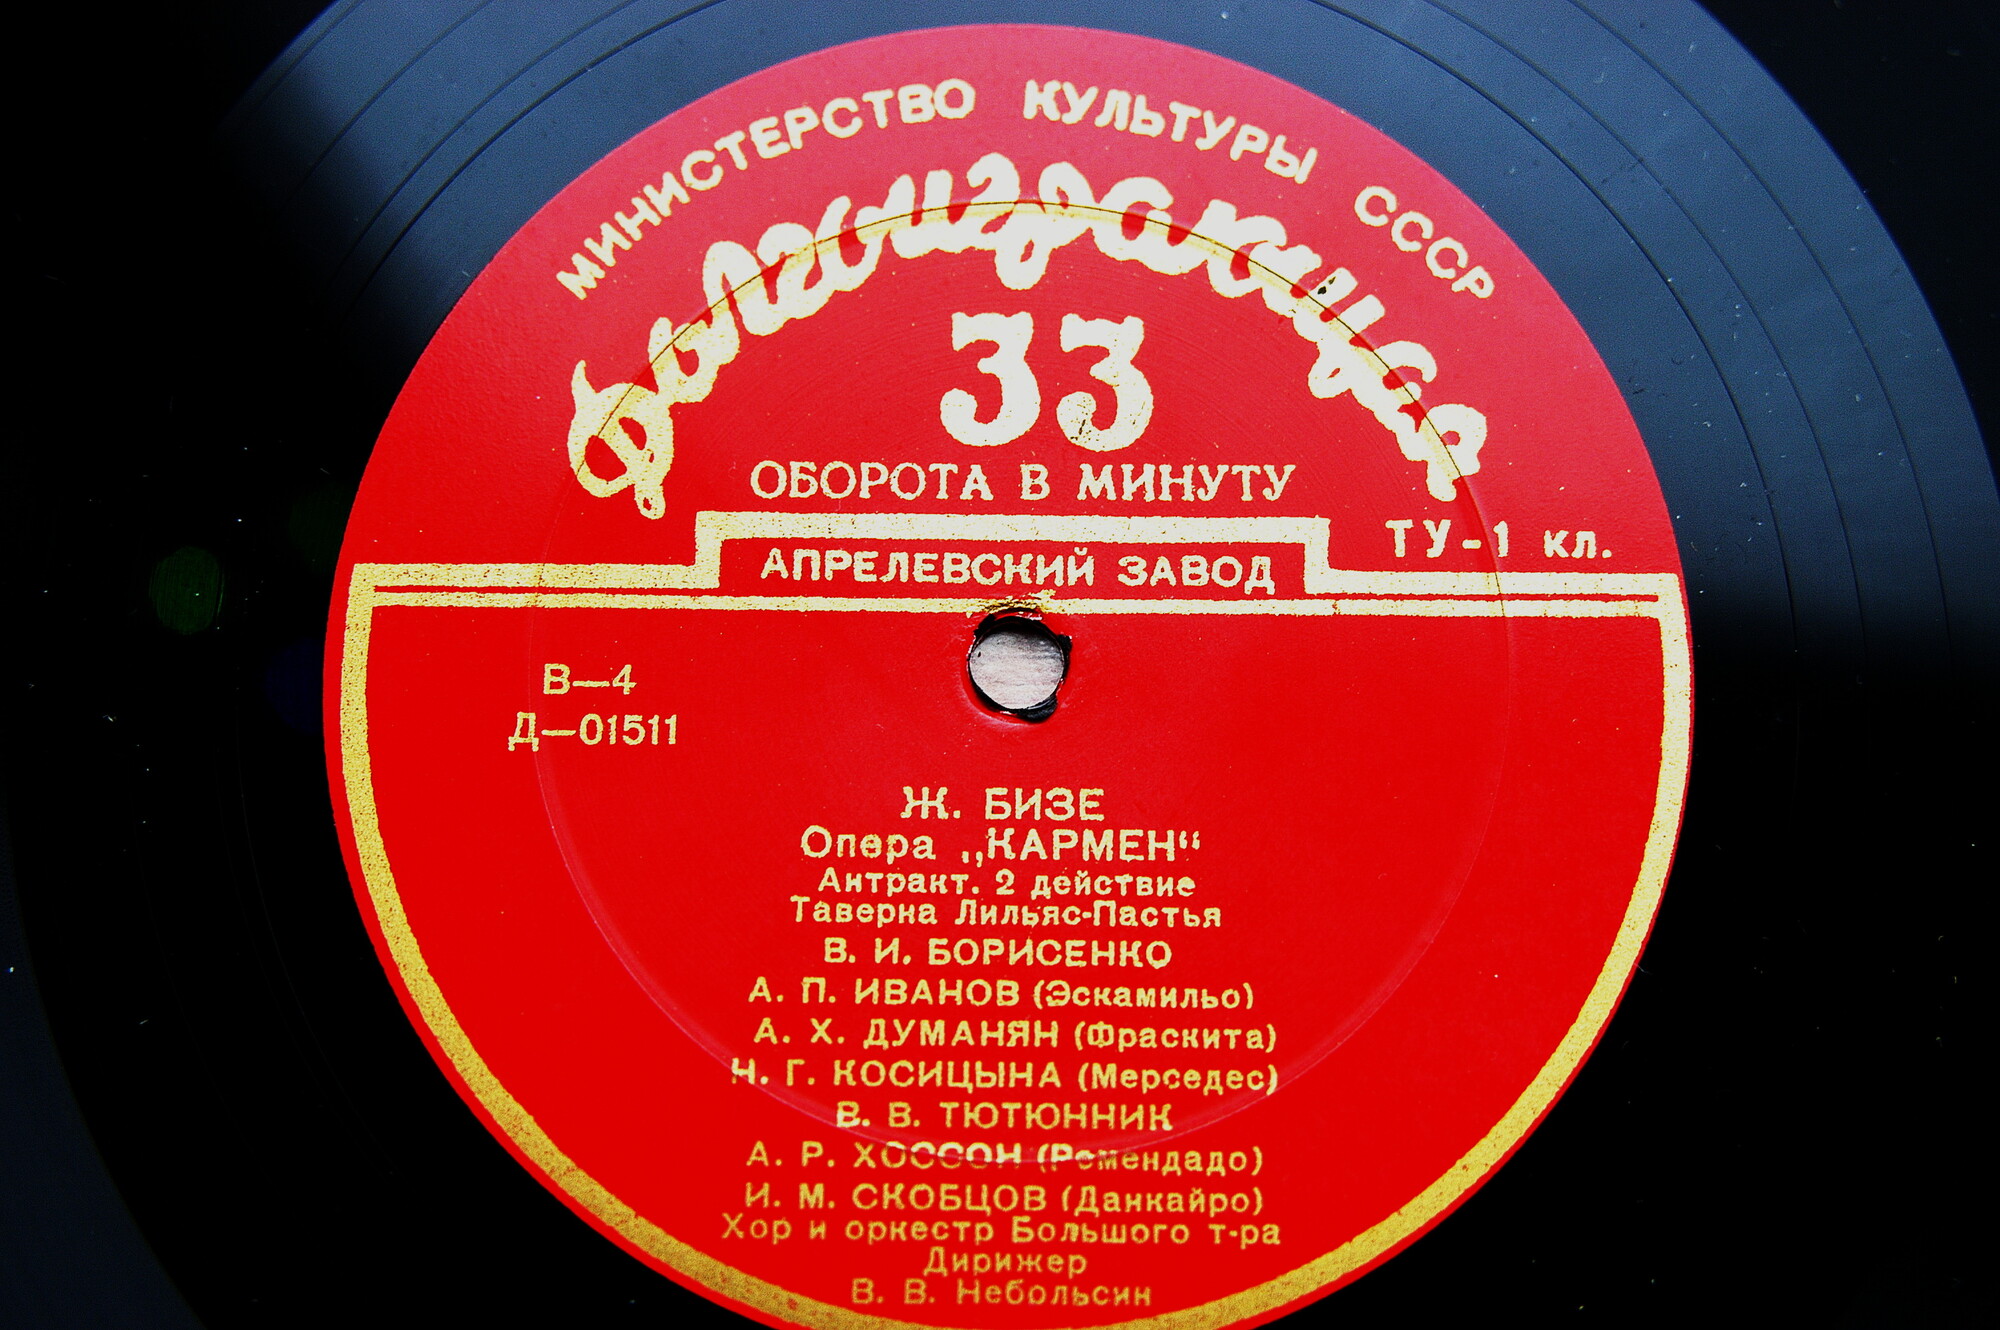 МИНИСТЕРСТВО КУЛЬТУРЫ СССР
Долгоиграющая
33
ОБОРОТА В МИНУТУ
ТУ-1 кл.
АПРЕЛЕВСКИЙ ЗАВОД
В—4
Д—01511
Ж. БИЗЕ
Опера „КАРМЕН“
Антракт. 2 действие
Таверна Лильяс-Пастья
В. И. БОРИСЕНКО
А. П. ИВАНОВ (Эскамильо)
А. Х. ДУМАНЯН (Фраскита)
Н. Г. КОСИЦЫНА (Мерседес)
В. В. ТЮТЮННИК
А. Р. ХОССОН (Ремендадо)
И. М. СКОБЦОВ (Данкайро)
Хор и оркестр Большого т-ра
Дирижер
В. В. Небольсин